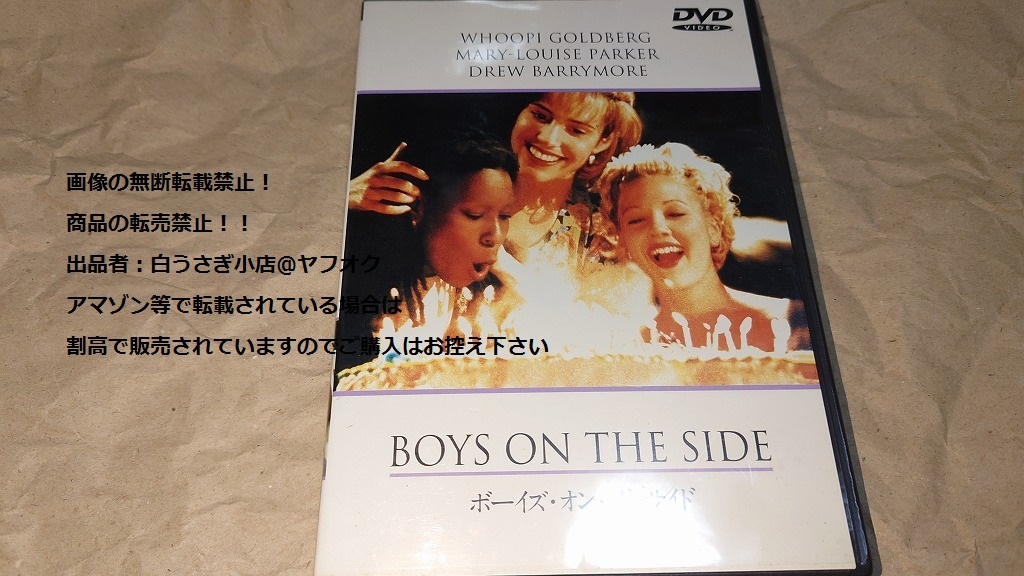 DVD
VIDEO
WHOOPI GOLDBERG
MARY-LOUISE PARKER
DREW BARRYMORE
画像の無断転載禁止！
商品の転売禁止！！
出品者：白うさぎ小店@ヤフオク
アマゾン等で転載されている場合は
割高で販売されていますのでご購入はお控え下さい
BOYS ON THE SIDE
ボーイズ・オン・サイド